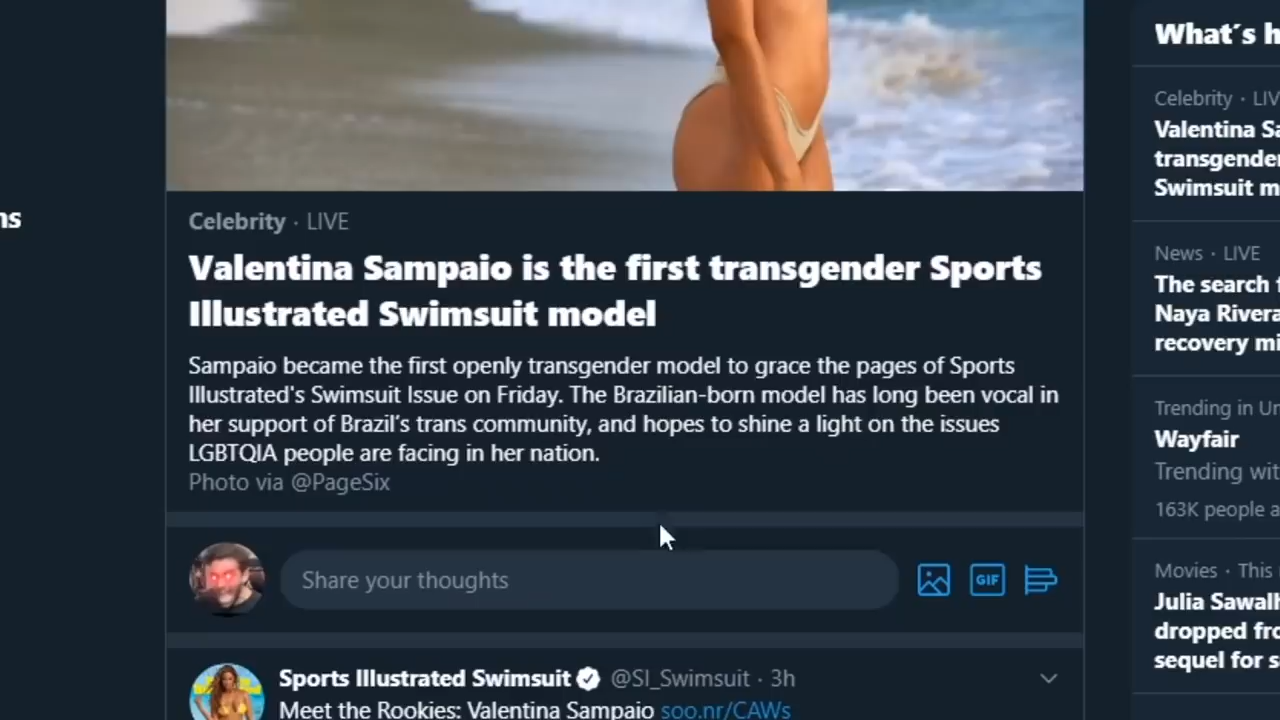 ns
Celebrity · LIVE
Valentina Sampaio is the first transgender Sports
Illustrated Swimsuit model
Sampaio became the first openly transgender model to grace the pages of Sports
Illustrated's Swimsuit Issue on Friday. The Brazilian-born model has long been vocal in
her support of Brazil's trans community, and hopes to shine a light on the issues
LGBTQIA people are facing in her nation.
Photo via @PageSix
Share your thoughts
GIF
Sports Illustrated Swimsuit @SI_Swimsuit · 3h
Meet the Rookies: Valentina Sampaio soo.nr/CAWs
What's h
Celebrity · LIV
Valentina Sa
transgender
Swimsuit m
News · LIVE
The search f
Naya Rivera
recovery mi
Trending in Un
Wayfair
Trending wit
163K people a
Movies · This
Julia Sawalh
dropped fro
sequel for s